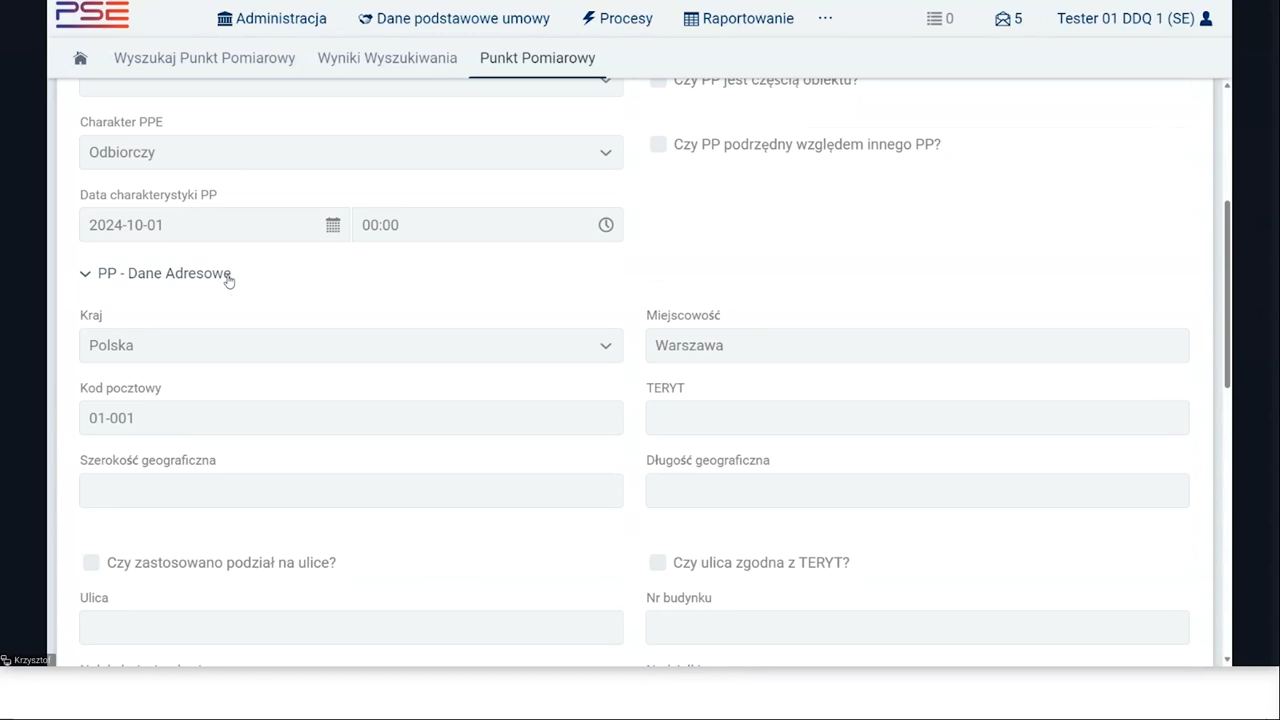 PSE
Administracja Dane podstawowe umowy Procesy Raportowanie ... 0 5 Tester 01 DDQ 1 (SE)
Wyszukaj Punkt Pomiarowy Wyniki Wyszukiwania Punkt Pomiarowy
Czy PP jest częścią obiektu?
Charakter PPE
Odbiorczy
Czy PP podrzędny względem innego PP?
Data charakterystyki PP
2024-10-01 00:00
PP - Dane Adresowe
Kraj Miejscowość
Polska Warszawa
Kod pocztowy TERYT
01-001
Szerokość geograficzna Długość geograficzna
Czy zastosowano podział na ulice? Czy ulica zgodna z TERYT?
Ulica Nr budynku
Krzysztof